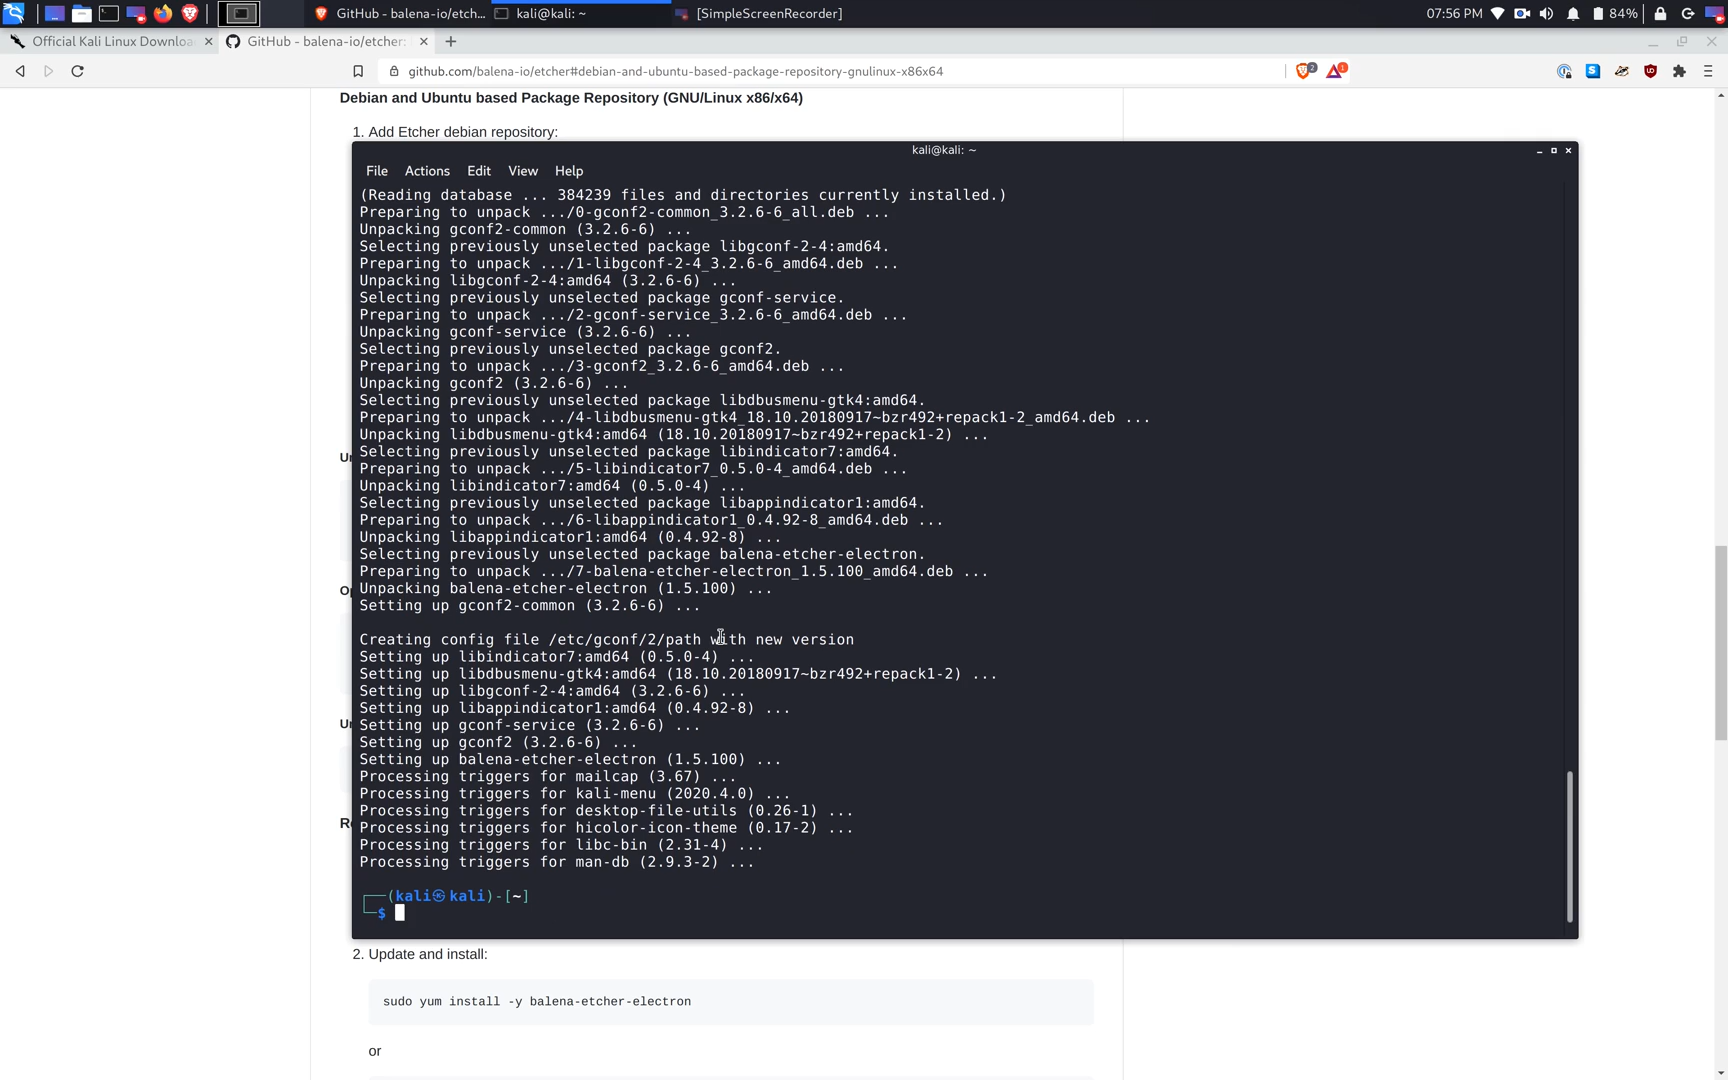 GitHub - balena-io/etch...
kali@kali: ~
[SimpleScreenRecorder]
07:56 PM
84%
Official Kali Linux Downloa
GitHub - balena-io/etcher:
github.com/balena-io/etcher#debian-and-ubuntu-based-package-repository-gnulinux-x86x64
2
1
Debian and Ubuntu based Package Repository (GNU/Linux x86/x64)
1. Add Etcher debian repository:
kali@kali: ~
File Actions Edit View Help
(Reading database ... 384239 files and directories currently installed.)
Preparing to unpack .../0-gconf2-common_3.2.6-6_all.deb ...
Unpacking gconf2-common (3.2.6-6) ...
Selecting previously unselected package libgconf-2-4:amd64.
Preparing to unpack .../1-libgconf-2-4_3.2.6-6_amd64.deb ...
Unpacking libgconf-2-4:amd64 (3.2.6-6) ...
Selecting previously unselected package gconf-service.
Preparing to unpack .../2-gconf-service_3.2.6-6_amd64.deb ...
Unpacking gconf-service (3.2.6-6) ...
Selecting previously unselected package gconf2.
Preparing to unpack .../3-gconf2_3.2.6-6_amd64.deb ...
Unpacking gconf2 (3.2.6-6) ...
Selecting previously unselected package libdbusmenu-gtk4:amd64.
Preparing to unpack .../4-libdbusmenu-gtk4_18.10.20180917~bzr492+repack1-2_amd64.deb ...
Unpacking libdbusmenu-gtk4:amd64 (18.10.20180917~bzr492+repack1-2) ...
Selecting previously unselected package libindicator7:amd64.
Preparing to unpack .../5-libindicator7_0.5.0-4_amd64.deb ...
Unpacking libindicator7:amd64 (0.5.0-4) ...
Selecting previously unselected package libappindicator1:amd64.
Preparing to unpack .../6-libappindicator1_0.4.92-8_amd64.deb ...
Unpacking libappindicator1:amd64 (0.4.92-8) ...
Selecting previously unselected package balena-etcher-electron.
Preparing to unpack .../7-balena-etcher-electron_1.5.100_amd64.deb ...
Unpacking balena-etcher-electron (1.5.100) ...
Setting up gconf2-common (3.2.6-6) ...
Creating config file /etc/gconf/2/path with new version
Setting up libindicator7:amd64 (0.5.0-4) ...
Setting up libdbusmenu-gtk4:amd64 (18.10.20180917~bzr492+repack1-2) ...
Setting up libgconf-2-4:amd64 (3.2.6-6) ...
Setting up libappindicator1:amd64 (0.4.92-8) ...
Setting up gconf-service (3.2.6-6) ...
Setting up gconf2 (3.2.6-6) ...
Setting up balena-etcher-electron (1.5.100) ...
Processing triggers for mailcap (3.67) ...
Processing triggers for kali-menu (2020.4.0) ...
Processing triggers for desktop-file-utils (0.26-1) ...
Processing triggers for hicolor-icon-theme (0.17-2) ...
Processing triggers for libc-bin (2.31-4) ...
Processing triggers for man-db (2.9.3-2) ...
┌──(kali㉿kali)-[~]
└─$
2. Update and install:
sudo yum install -y balena-etcher-electron
or